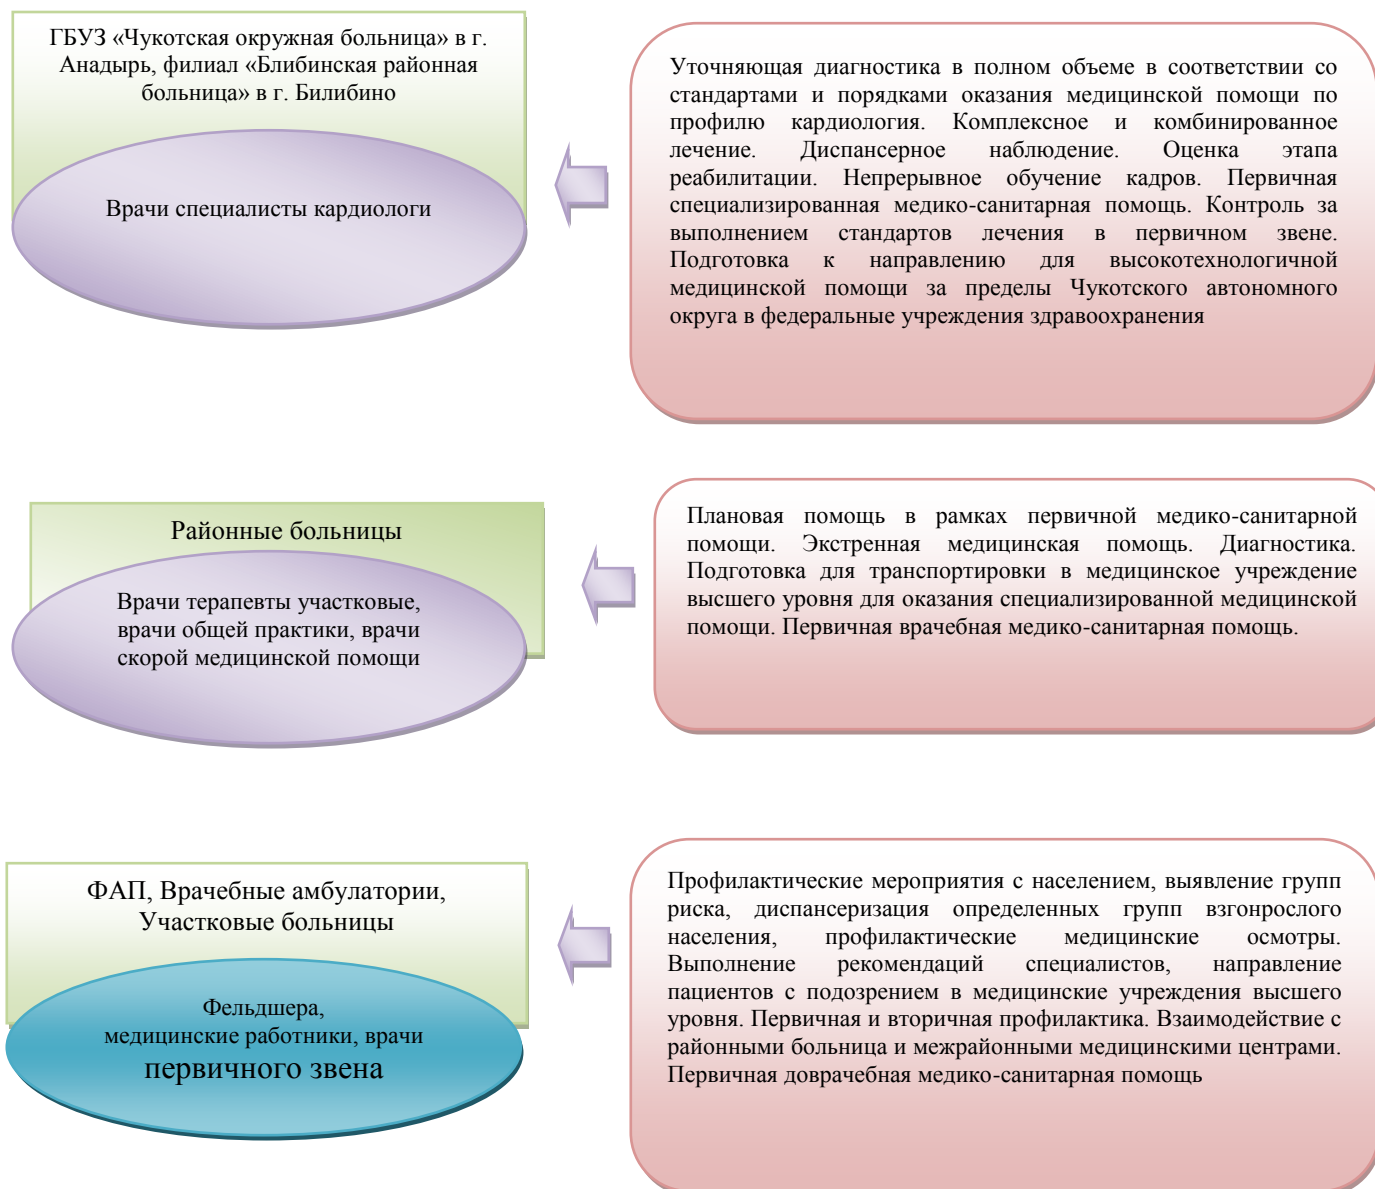 ГБУЗ «Чукотская окружная больница» в г.
Анадырь, филиал «Блибинская районная
больница» в г. Билибино
Врачи специалисты кардиологи
Уточняющая диагностика в полном объеме в соответствии со
стандартами и порядками оказания медицинской помощи по
профилю кардиология. Комплексное и комбинированное
лечение. Диспансерное наблюдение. Оценка этапа
реабилитации. Непрерывное обучение кадров. Первичная
специализированная медико-санитарная помощь. Контроль за
выполнением стандартов лечения в первичном звене.
Подготовка к направлению для высокотехнологичной
медицинской помощи за пределы Чукотского автономного
округа в федеральные учреждения здравоохранения
Районные больницы
Врачи терапевты участковые,
врачи общей практики, врачи
скорой медицинской помощи
Плановая помощь в рамках первичной медико-санитарной
помощи. Экстренная медицинская помощь. Диагностика.
Подготовка для транспортировки в медицинское учреждение
высшего уровня для оказания специализированной медицинской
помощи. Первичная врачебная медико-санитарная помощь.
ФАП, Врачебные амбулатории,
Участковые больницы
Фельдшера,
медицинские работники, врачи
первичного звена
Профилактические мероприятия с населением, выявление групп
риска, диспансеризация определенных групп взгонрослого
населения, профилактические медицинские осмотры.
Выполнение рекомендаций специалистов, направление
пациентов с подозрением в медицинские учреждения высшего
уровня. Первичная и вторичная профилактика. Взаимодействие с
районными больница и межрайонными медицинскими центрами.
Первичная доврачебная медико-санитарная помощь